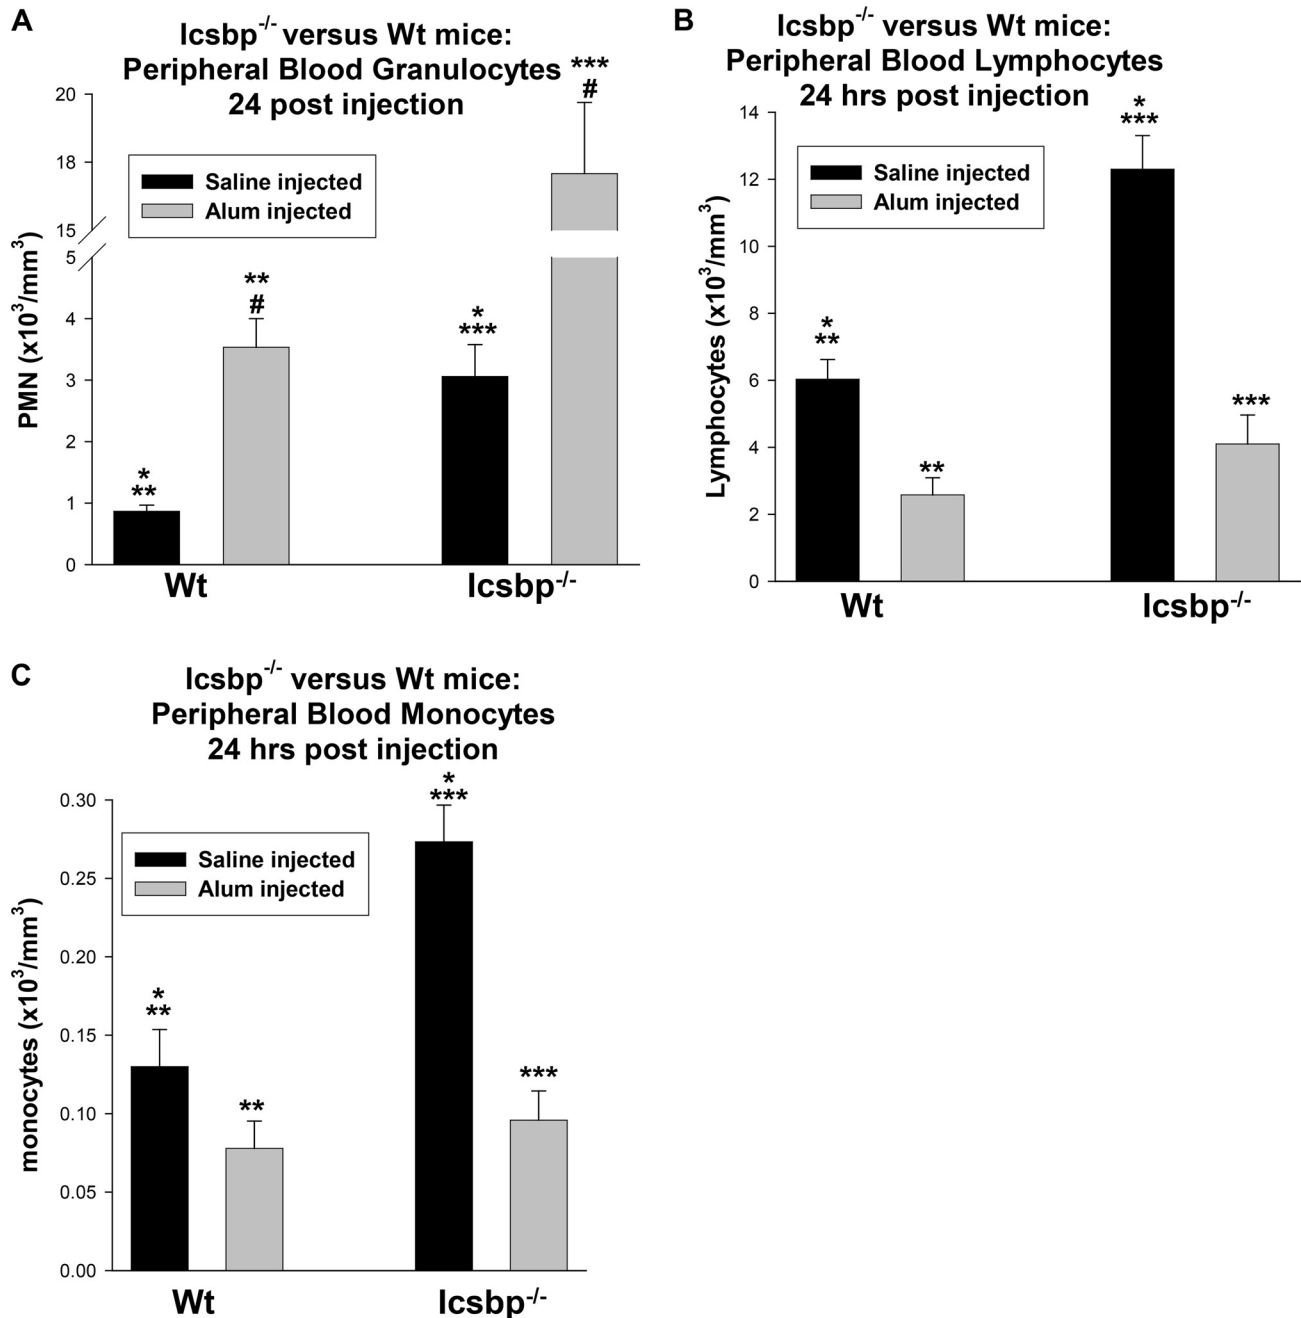 A
Icsbp-/- versus Wt mice:
Peripheral Blood Granulocytes
24 post injection
***
#
20
18
15
5
4
3
2
1
0
PMN (x10³/mm³)
Saline injected
Alum injected
*
**
**
#
*
***
Wt
Icsbp-/-
B
Icsbp-/- versus Wt mice:
Peripheral Blood Lymphocytes
24 hrs post injection
14
12
10
8
6
4
2
0
Lymphocytes (x10³/mm³)
Saline injected
Alum injected
*
**
**
*
***
***
Wt
Icsbp-/-
C
Icsbp-/- versus Wt mice:
Peripheral Blood Monocytes
24 hrs post injection
0.30
0.25
0.20
0.15
0.10
0.05
0.00
monocytes (x10³/mm³)
Saline injected
Alum injected
*
**
**
*
***
***
Wt
Icsbp-/-